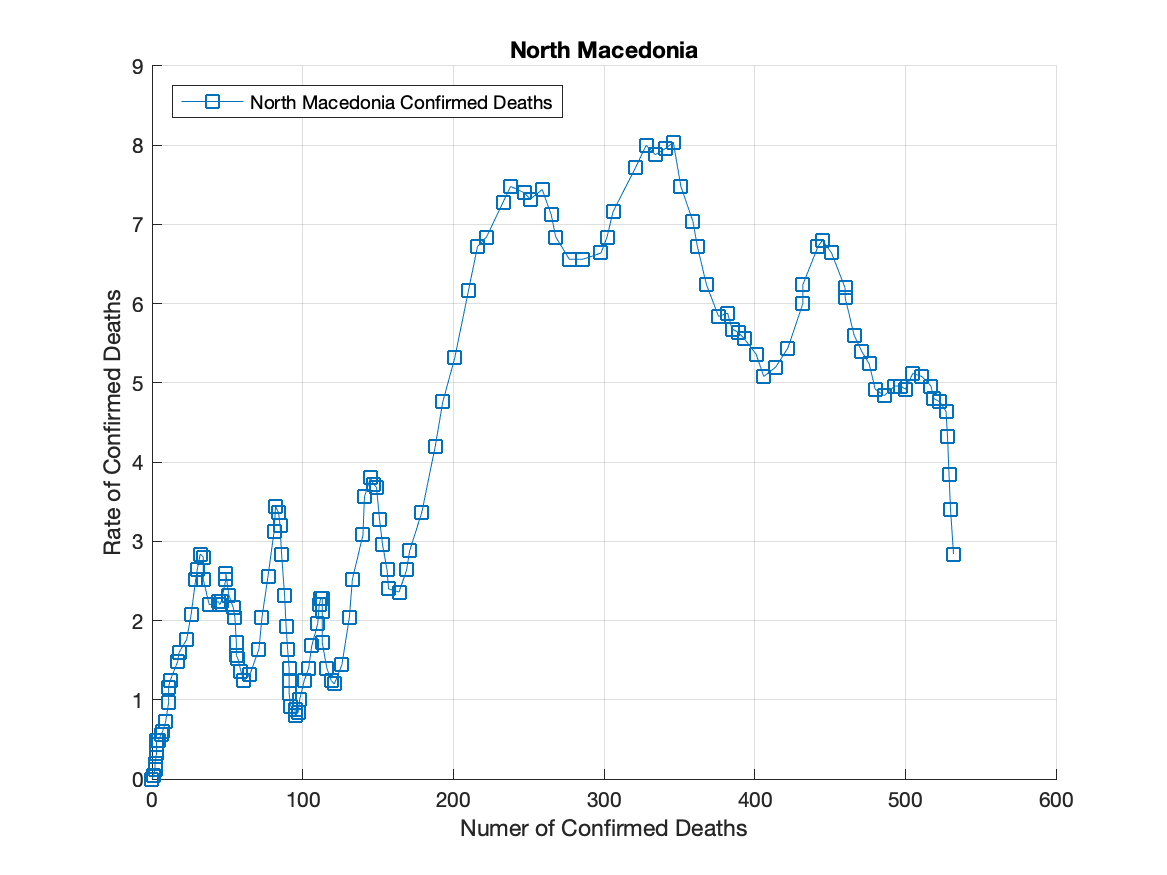 North Macedonia
North Macedonia Confirmed Deaths
9
8
7
6
5
4
3
2
1
0
Rate of Confirmed Deaths
0 100 200 300 400 500 600
Numer of Confirmed Deaths